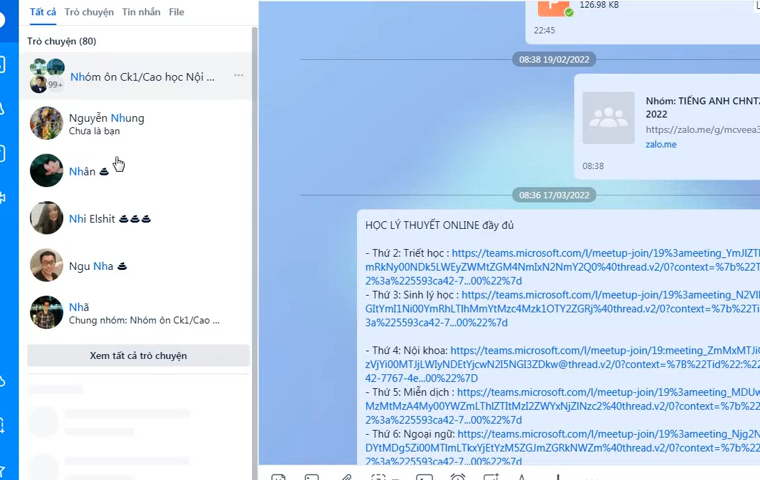 Tất cả Trò chuyện Tin nhắn File
Trò chuyện (80)
Nhóm ôn Ck1/Cao học Nội ...
99+
Nguyễn Nhung
Chưa là bạn
Nhân
Nhi Elshit
Ngu Nha
Nhã
Chung nhóm: Nhóm ôn Ck1/Cao ...
Xem tất cả trò chuyện
126.98 KB
22:45
08:38 19/02/2022
Nhóm: TIẾNG ANH CHNT
2022
https://zalo.me/g/mcveea3
zalo.me
08:38
08:36 17/03/2022
HỌC LÝ THUYẾT ONLINE đầy đủ
- Thứ 2: Triết học : https://teams.microsoft.com/l/meetup-join/19%3ameeting_YmJlZT
mRkNy00NDk5LWEyZWMtZGM4NmIxN2NmY2Q0%40thread.v2/0?context=%7b%22T
2%3a%225593ca42-7...00%22%7d
- Thứ 3: Sinh lý học : https://teams.microsoft.com/l/meetup-join/19%3ameeting_N2VlY
GItYmI1Ni00YmRhLTlhMmYtMzc4Mzk1OTY2ZGRj%40thread.v2/0?context=%7b%22Ti
3a%225593ca42-7...00%22%7d
- Thứ 4: Nội khoa: https://teams.microsoft.com/l/meetup-join/19:meeting_ZmMxMTJi
zVjYi00MTJjLWIyNDEtYjcwN2I5NGI3ZDkw@thread.v2/0?context=%7B%22Tid%22:%22
42-7767-4e...00%22%7D
- Thứ 5: Miễn dịch : https://teams.microsoft.com/l/meetup-join/19%3ameeting_MDUw
MzMtMzA4My00YWZmLThlZTItMzI2ZWYxNjZlNzc2%40thread.v2/0?context=%7b%22
2%3a%225593ca42-7...00%22%7d
- Thứ 6: Ngoại ngữ: https://teams.microsoft.com/l/meetup-join/19%3ameeting_Njg2N
DYtMDg5Zi00MTlmLTkxYjEtYzM5ZGJmZGRkNWZm%40thread.v2/0?context=%7b%2
2%3a%225593ca42-7...00%22%7d